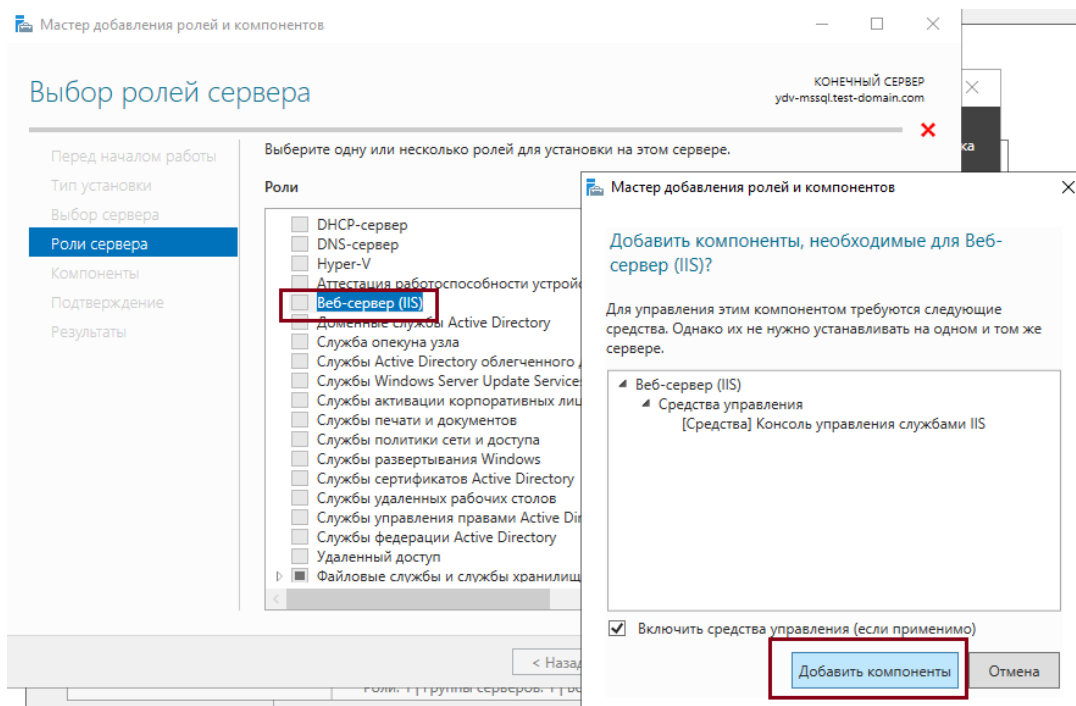 Мастер добавления ролей и компонентов
Выбор ролей сервера
КОНЕЧНЫЙ СЕРВЕР
ydv-mssql.test-domain.com
Перед началом работы
Тип установки
Выбор сервера
Роли сервера
Компоненты
Подтверждение
Результаты
Выберите одну или несколько ролей для установки на этом сервере.
Роли
DHCP-сервер
DNS-сервер
Hyper-V
Аттестация работоспособности устрой
Веб-сервер (IIS)
Доменные службы Active Directory
Служба опекуна узла
Службы Active Directory облегченного
Службы Windows Server Update Service
Службы активации корпоративных лиц
Службы печати и документов
Службы политики сети и доступа
Службы развертывания Windows
Службы сертификатов Active Directory
Службы удаленных рабочих столов
Службы управления правами Active Dir
Службы федерации Active Directory
Удаленный доступ
Файловые службы и службы хранилищ
< Назад
ка
Мастер добавления ролей и компонентов
Добавить компоненты, необходимые для Веб-
сервер (IIS)?
Для управления этим компонентом требуются следующие
средства. Однако их не нужно устанавливать на одном и том же
сервере.
Веб-сервер (IIS)
Средства управления
[Средства] Консоль управления службами IIS
Включить средства управления (если применимо)
Добавить компоненты
Отмена